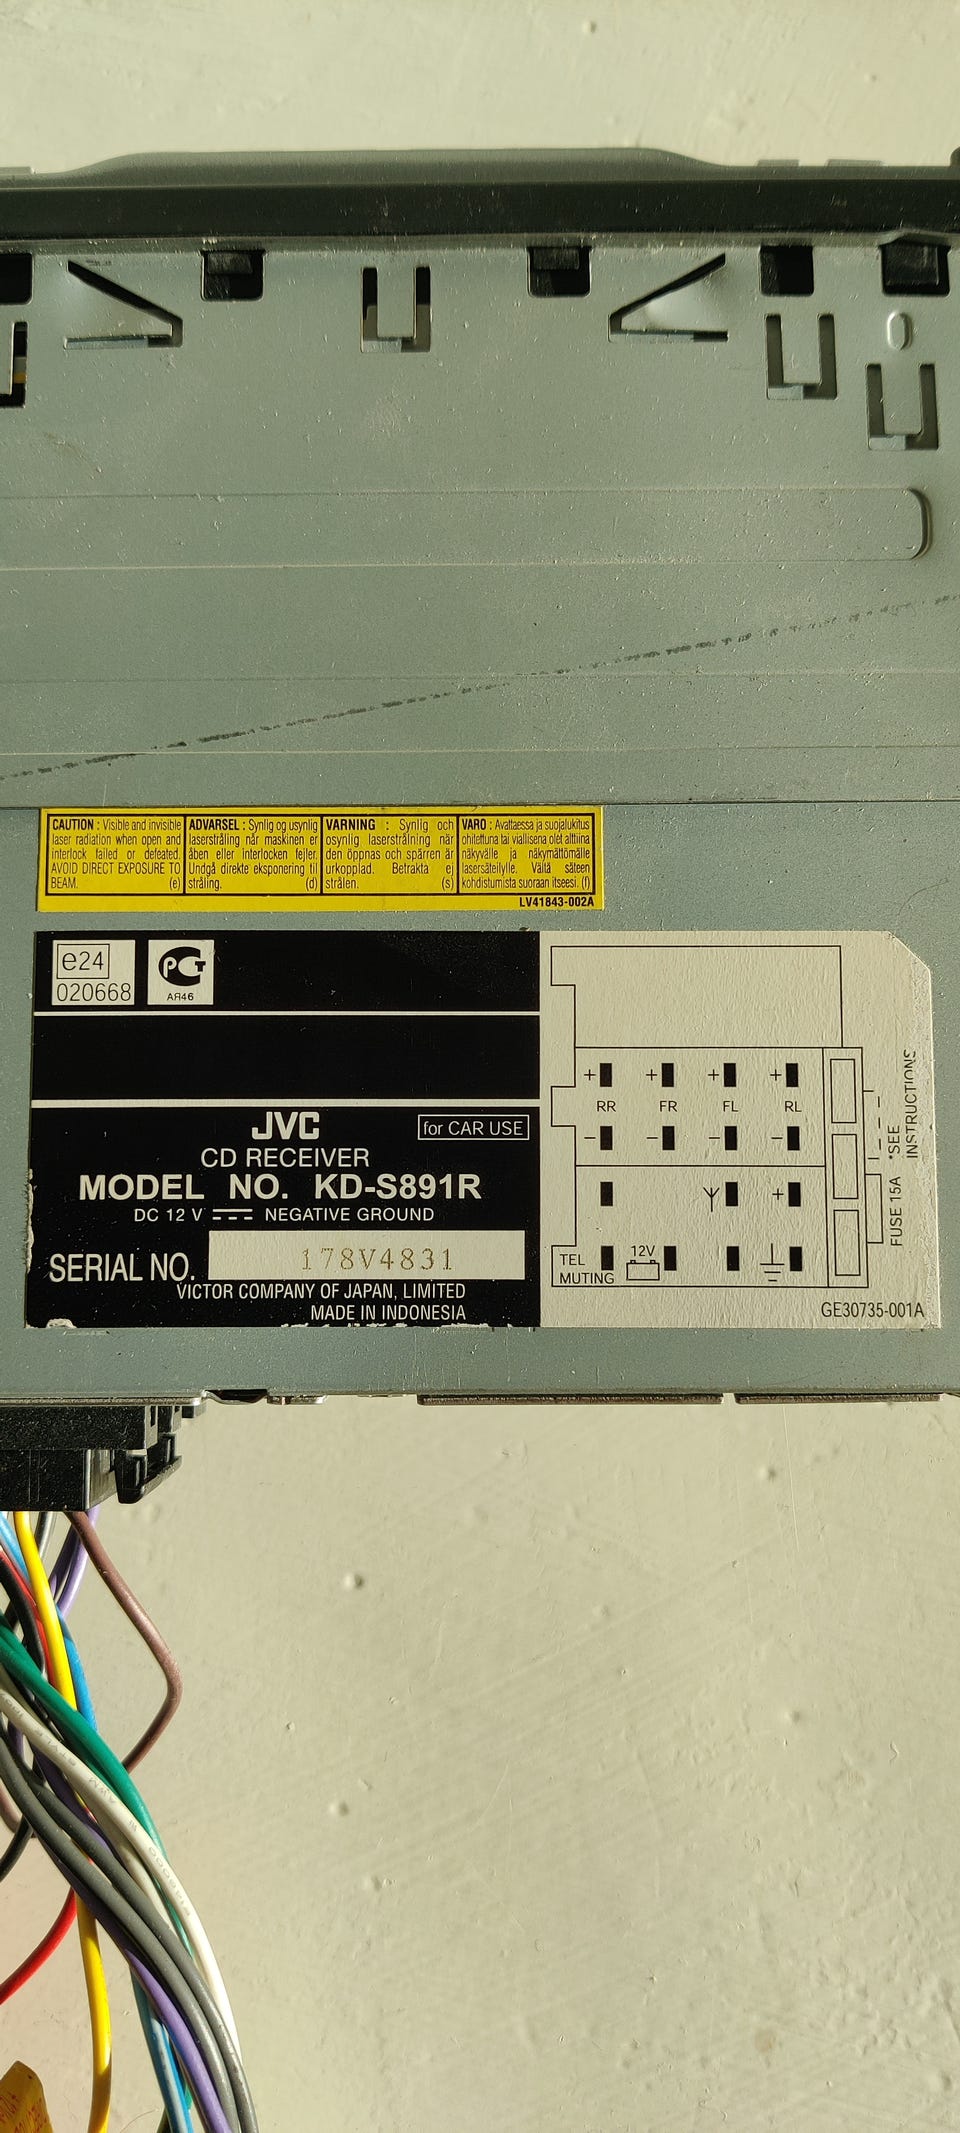 CAUTION : Visible and invisible
laser radiation when open and
interlock failed or defeated.
AVOID DIRECT EXPOSURE TO
BEAM. (e)
ADVARSEL : Synlig og usynlig
laserstråling når maskinen er
åben eller interlocken fejler.
Undgå direkte eksponering til
stråling. (d)
VARNING : Synlig och
osynlig laserstrålning när
den öppnas och spärren är
urkopplad. Betrakta ej
strålen. (s)
VARO : Avattaessa ja suojalukitus
ohitettuna tai viallisena olet alttiina
näkyvälle ja näkymättömälle
lasersäteilylle. Vältä säteen
kohdistumista suoraan itseesi. (f)
LV41843-002A
e24
020668
РСТ
АЯ46
JVC
for CAR USE
CD RECEIVER
MODEL NO. KD-S891R
DC 12 V NEGATIVE GROUND
SERIAL NO. 178V4831
VICTOR COMPANY OF JAPAN, LIMITED
MADE IN INDONESIA
+ + + +
RR FR FL RL
- - - -
+
TEL
MUTING
12V
*SEE
INSTRUCTIONS
FUSE 15A
GE30735-001A